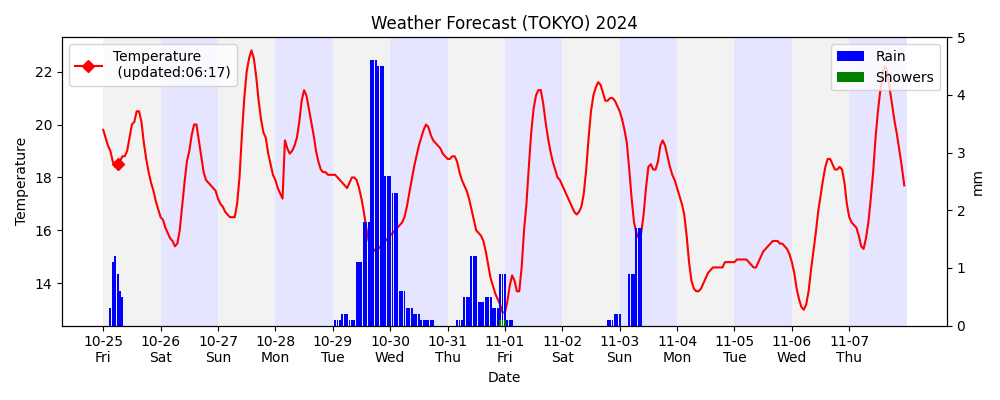 Weather Forecast (TOKYO) 2024
Temperature
(updated:06:17)
Rain
Showers
Temperature
22
20
18
16
14
5
4
3
2
1
0
mm
10-25 10-26 10-27 10-28 10-29 10-30 10-31 11-01 11-02 11-03 11-04 11-05 11-06 11-07
Fri Sat Sun Mon Tue Wed Thu Fri Sat Sun Mon Tue Wed Thu
Date